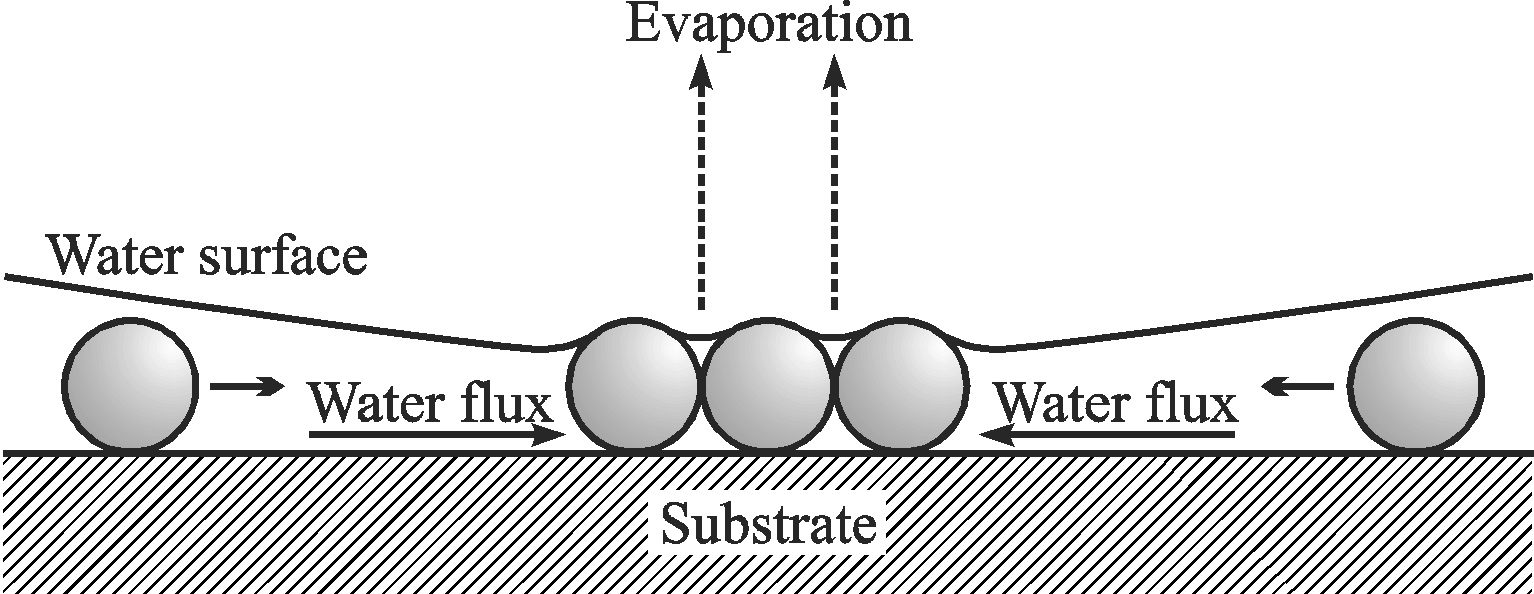 Evaporation
Water surface
Water flux
Water flux
Substrate